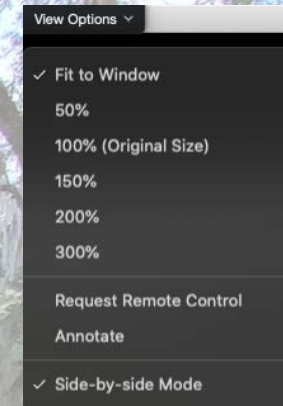 View Options
Fit to Window
50%
100% (Original Size)
150%
200%
300%
Request Remote Control
Annotate
Side-by-side Mode